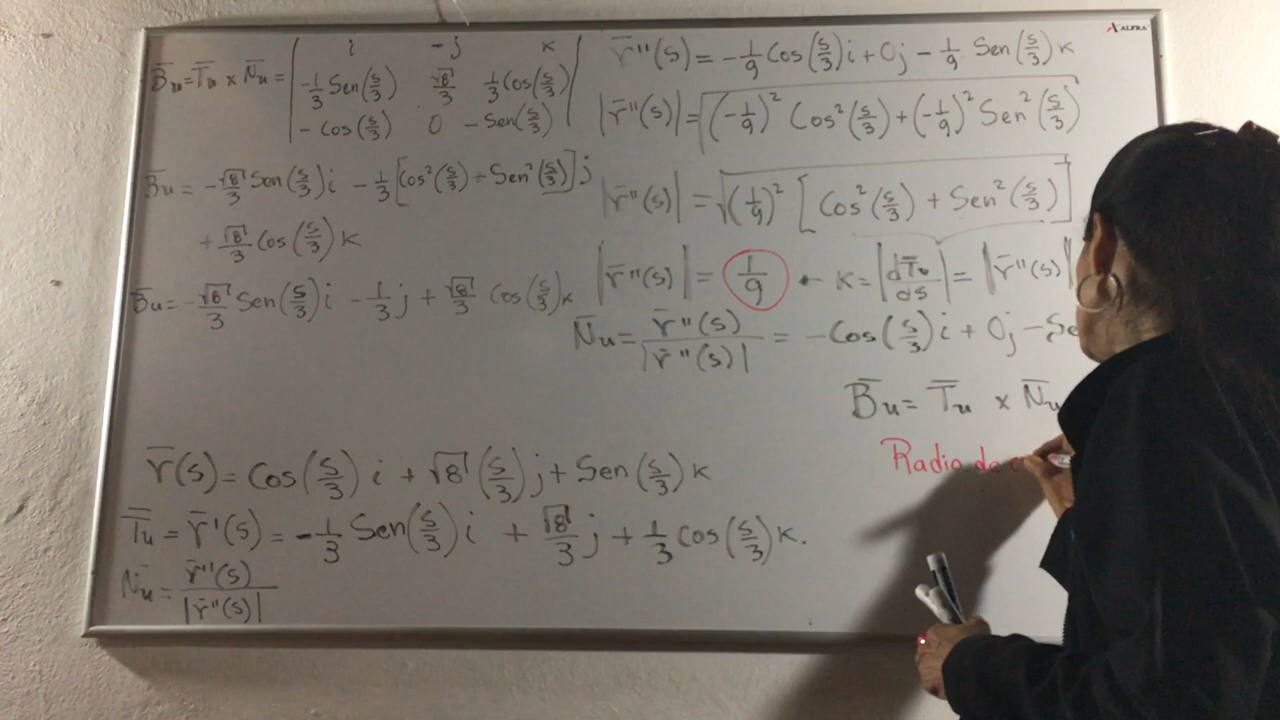 B̄u = T̄u x N̄u = | i -j k |
| -1/3 Sen(s/3) √8/3 1/3 Cos(s/3) |
| - Cos(s/3) 0 - Sen(s/3) |
B̄u = -√8/3 Sen(s/3) i - 1/3 [Cos²(s/3) + Sen²(s/3)] j
+ √8/3 Cos(s/3) k
B̄u = -√8/3 Sen(s/3) i - 1/3 j + √8/3 Cos(s/3) k
r̄(s) = Cos(s/3) i + √8 (s/3) j + Sen(s/3) k
T̄u = r̄'(s) = -1/3 Sen(s/3) i + √8/3 j + 1/3 Cos(s/3) k.
N̄u = r̄''(s) / |r̄''(s)|
ALFRA
r̄''(s) = -1/9 Cos(s/3) i + 0j - 1/9 Sen(s/3) k
|r̄''(s)| = √((-1/9)² Cos²(s/3) + (-1/9)² Sen²(s/3))
|r̄''(s)| = √((1/9)² [Cos²(s/3) + Sen²(s/3)])
|r̄''(s)| = 1/9 ← k = |dT̄u/ds| = |r̄''(s)|
N̄u = r̄''(s) / |r̄''(s)| = -Cos(s/3) i + 0j - Se
B̄u = T̄u x N̄u
Radio de